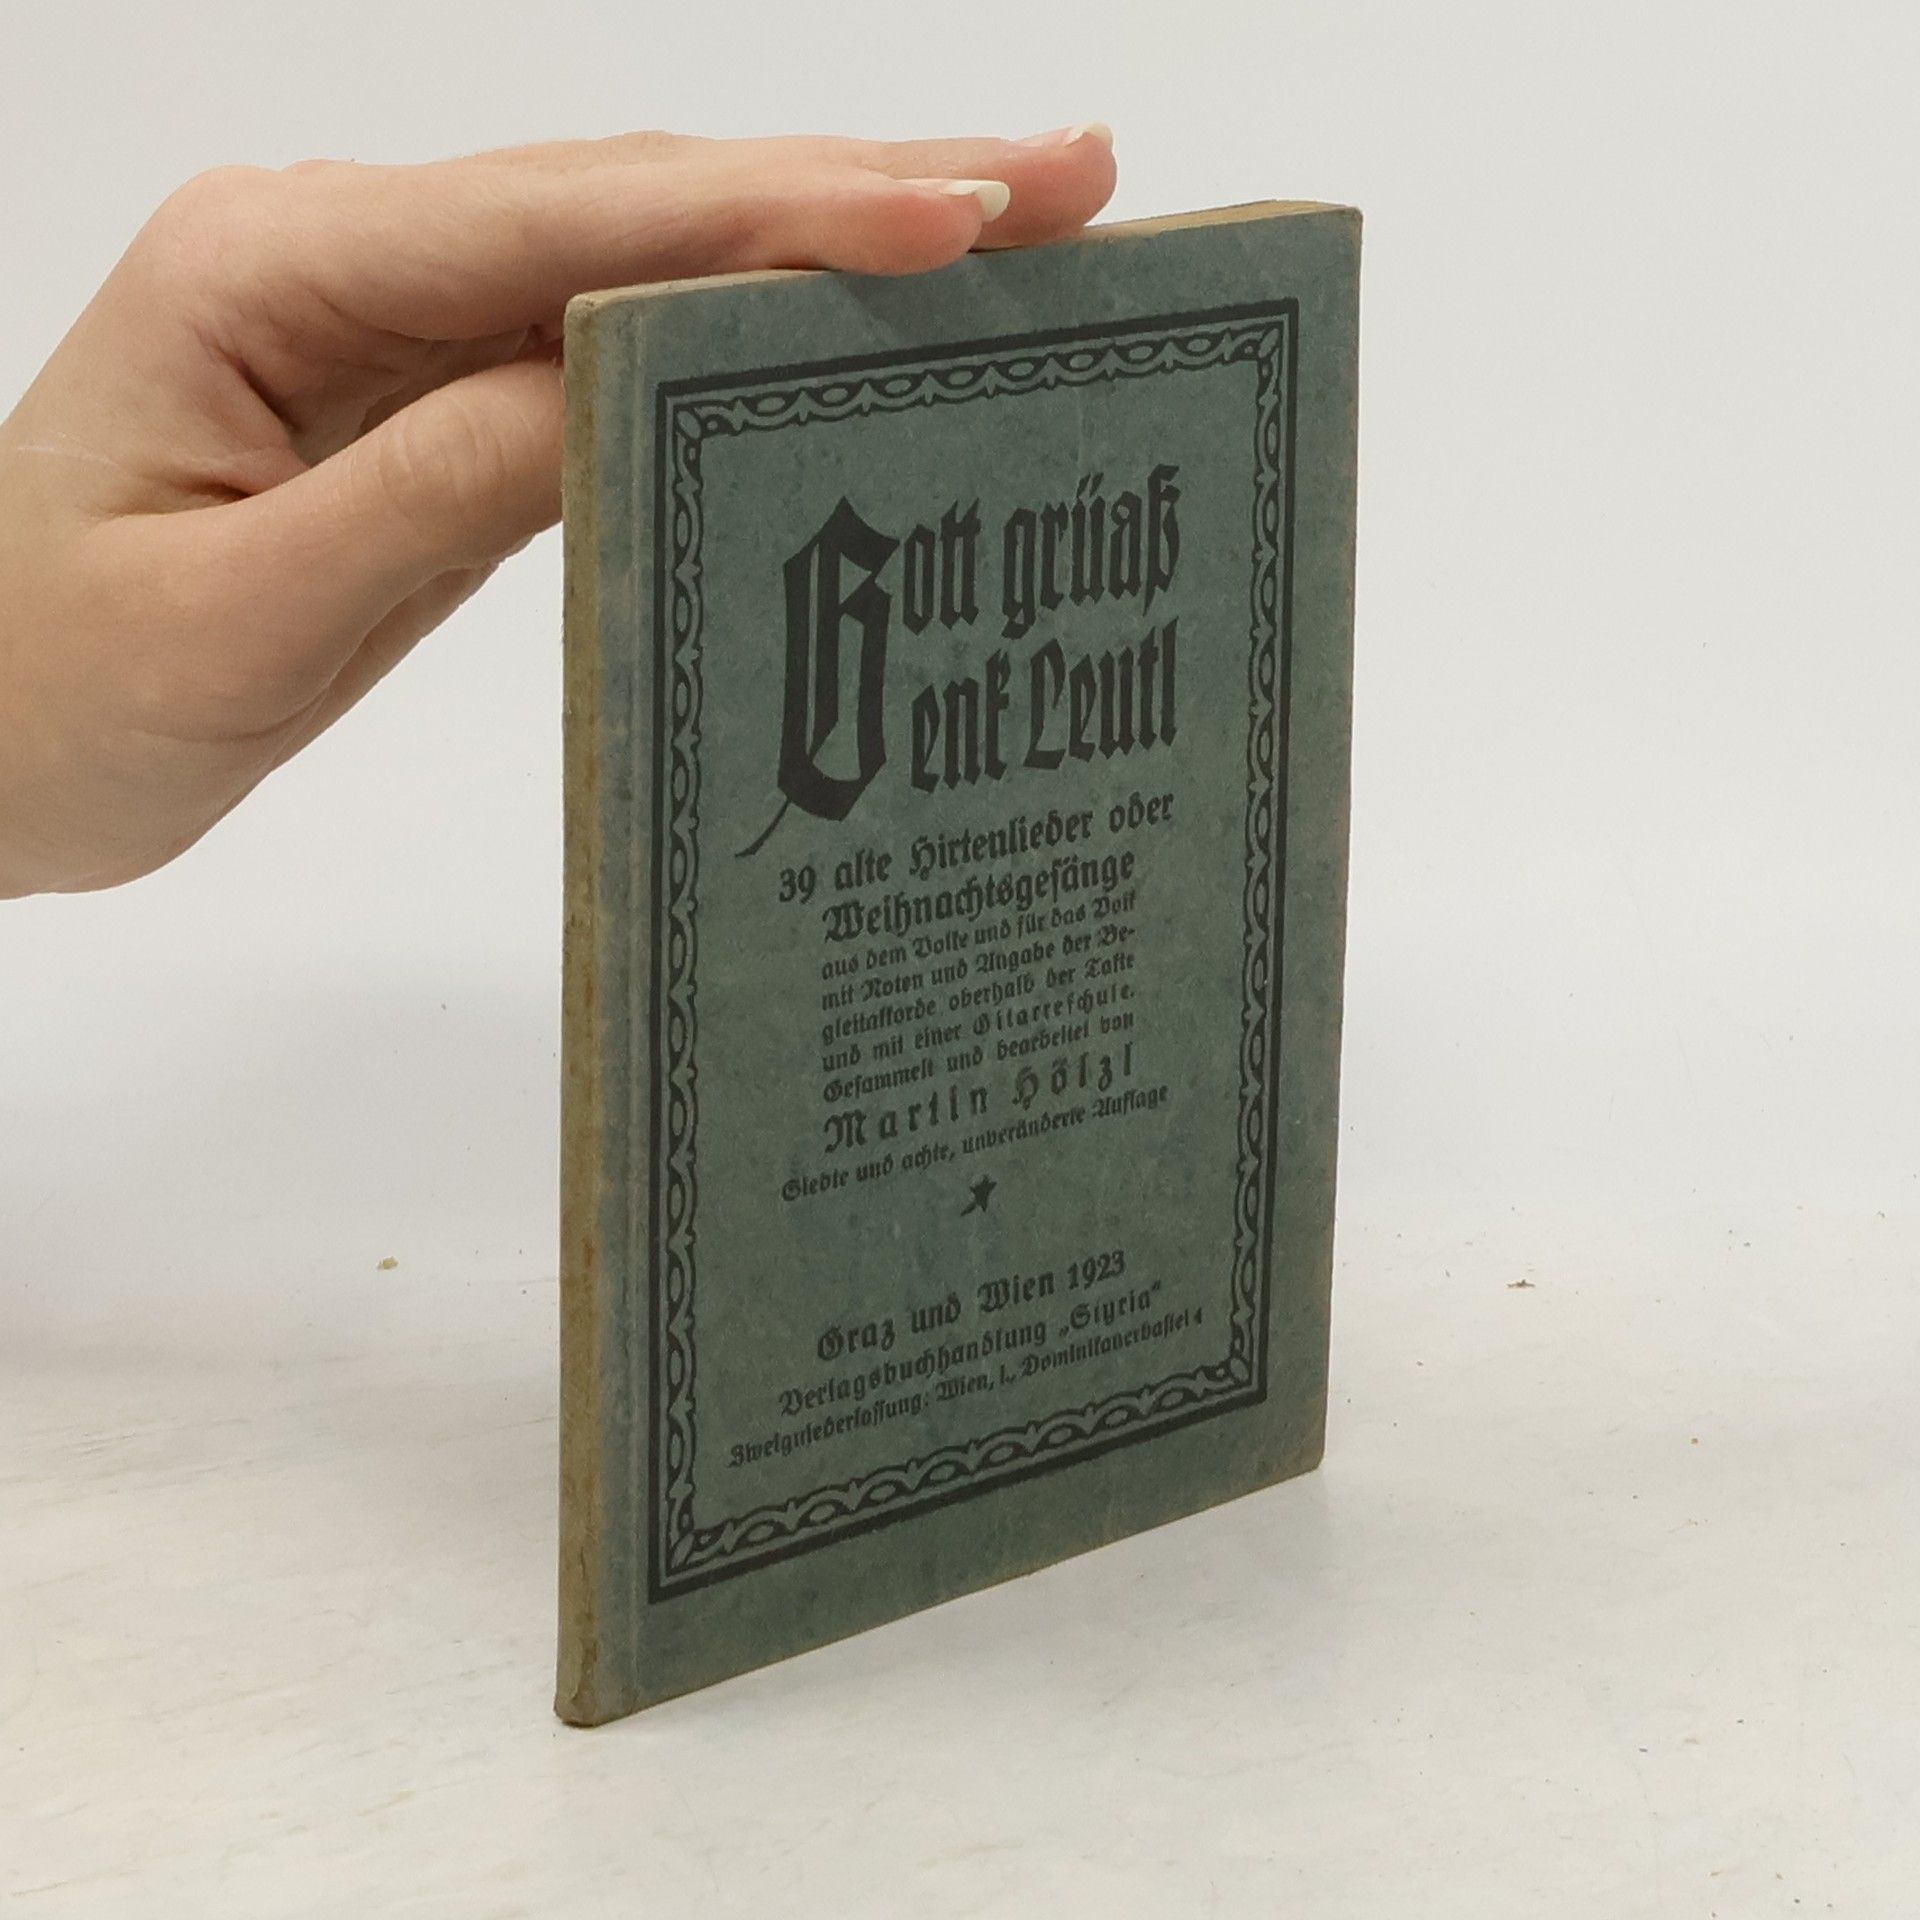 Gott grüaß
enk Leutl
39 alte Hirtenlieder oder
Weihnachtsgesänge
aus dem Volke und für das Volk
mit Noten und Angabe der Be-
gleitakkorde oberhalb der Takte
und mit einer Gitarreschule.
Gesammelt und bearbeitet von
Martin Hölzl
Siebte und achte, unveränderte Auflage
Graz und Wien 1923
Verlagsbuchhandlung „Styria“
Zweigniederlassung: Wien, I., Dominikanerbastei 4